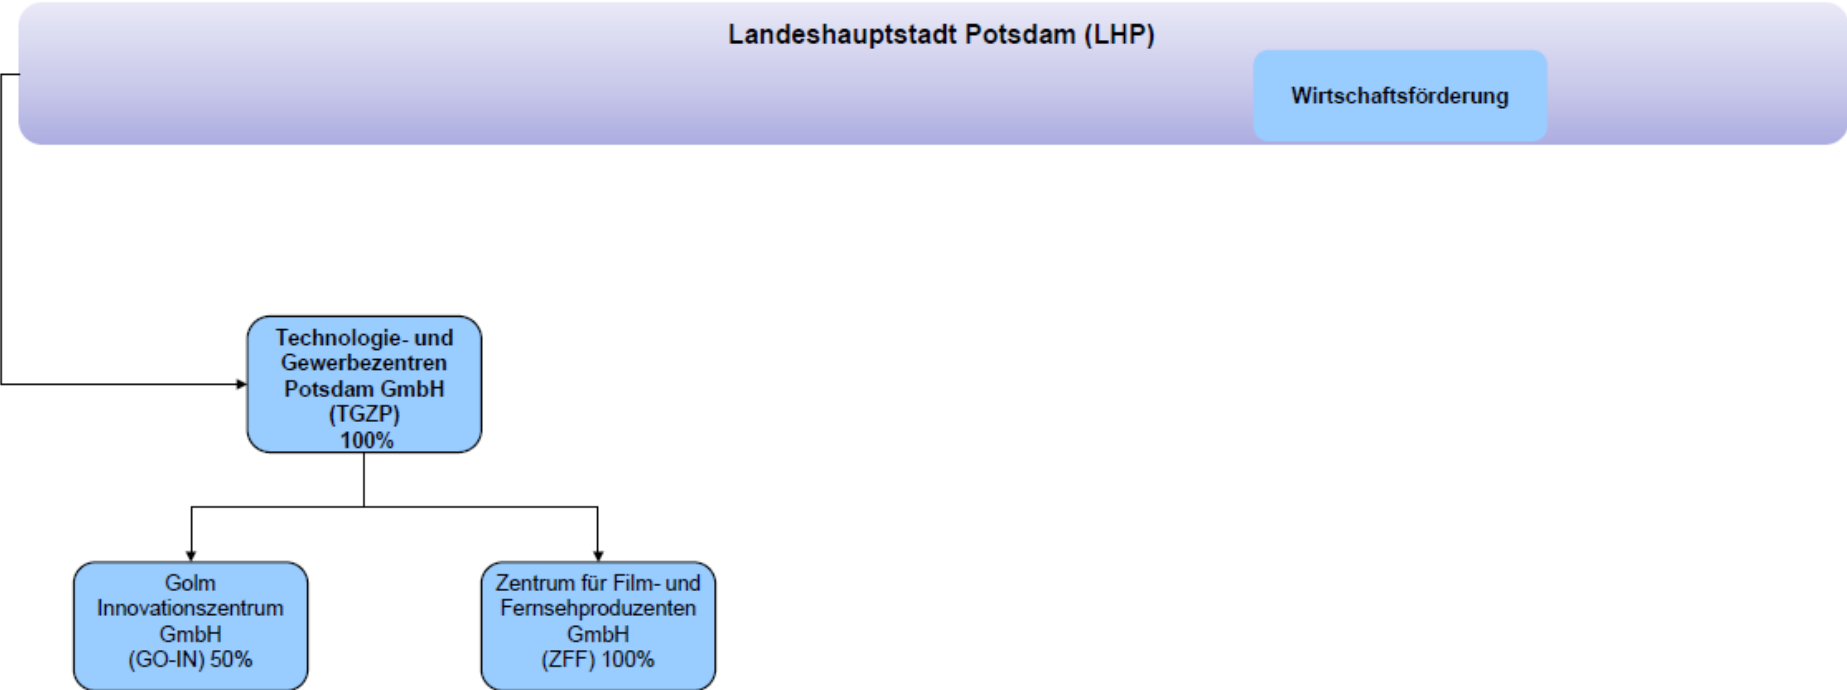 Landeshauptstadt Potsdam (LHP)
Wirtschaftsförderung
Technologie- und
Gewerbezentren
Potsdam GmbH
(TGZP)
100%
Golm
Innovationszentrum
GmbH
(GO-IN) 50%
Zentrum für Film- und
Fernsehproduzenten
GmbH
(ZFF) 100%